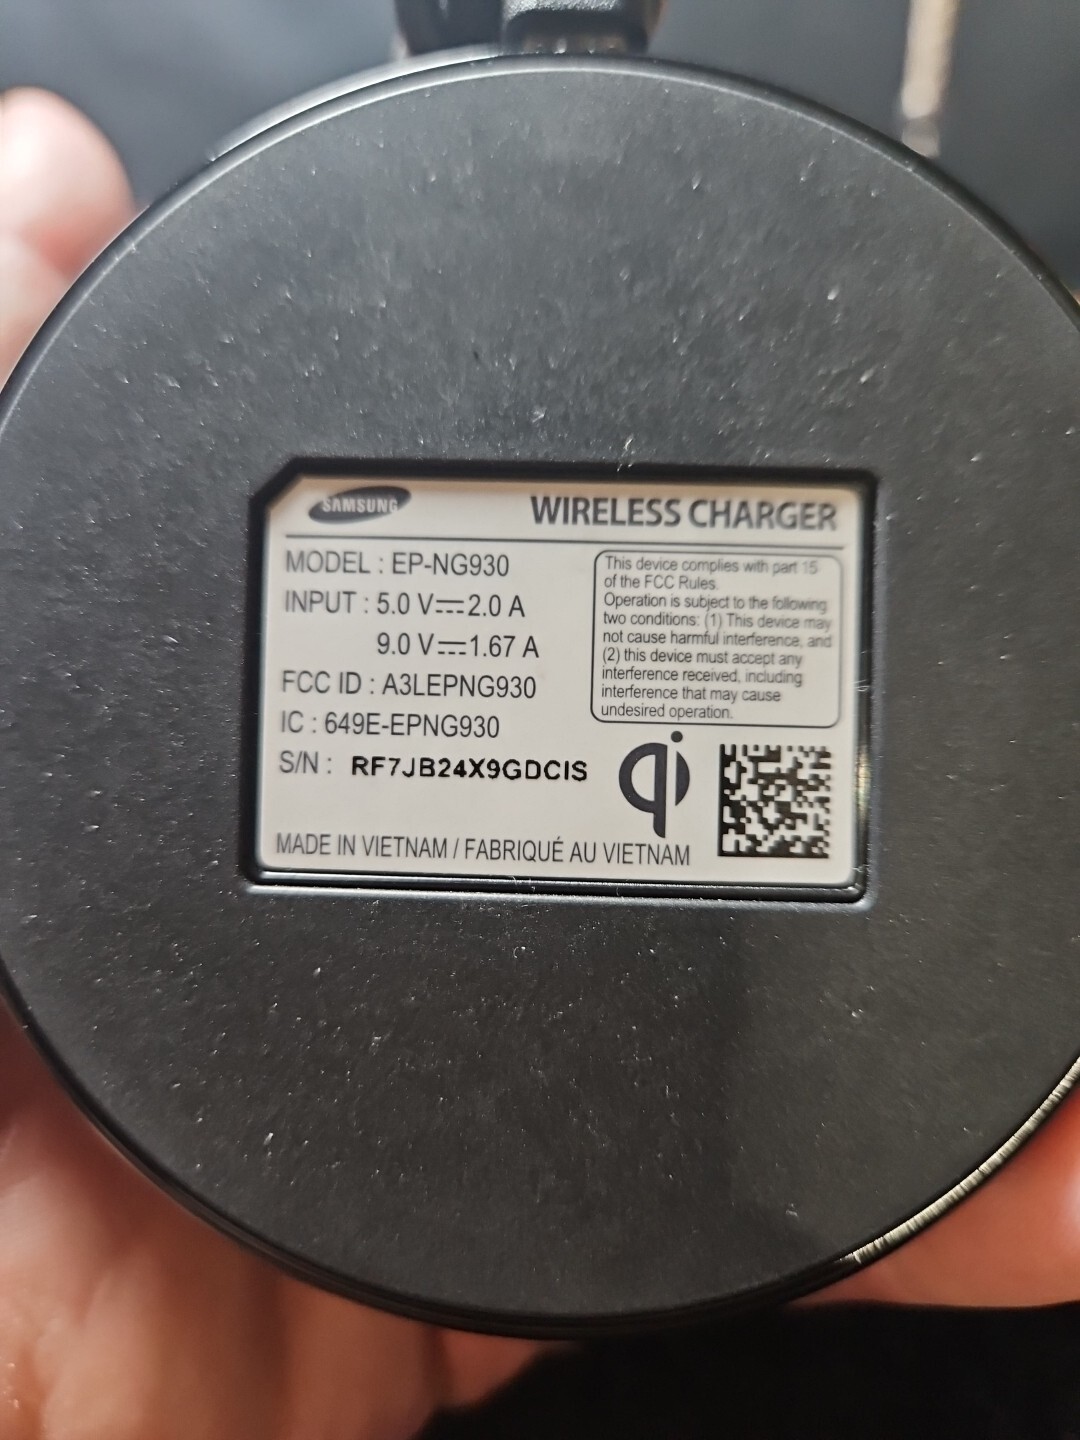 SAMSUNG
WIRELESS CHARGER
MODEL : EP-NG930
INPUT : 5.0 V⎓2.0 A
9.0 V⎓1.67 A
FCC ID : A3LEPNG930
IC : 649E-EPNG930
S/N : RF7JB24X9GDCIS
This device complies with part 15
of the FCC Rules.
Operation is subject to the following
two conditions: (1) This device may
not cause harmful interference, and
(2) this device must accept any
interference received, including
interference that may cause
undesired operation.
qi
MADE IN VIETNAM / FABRIQUÉ AU VIETNAM